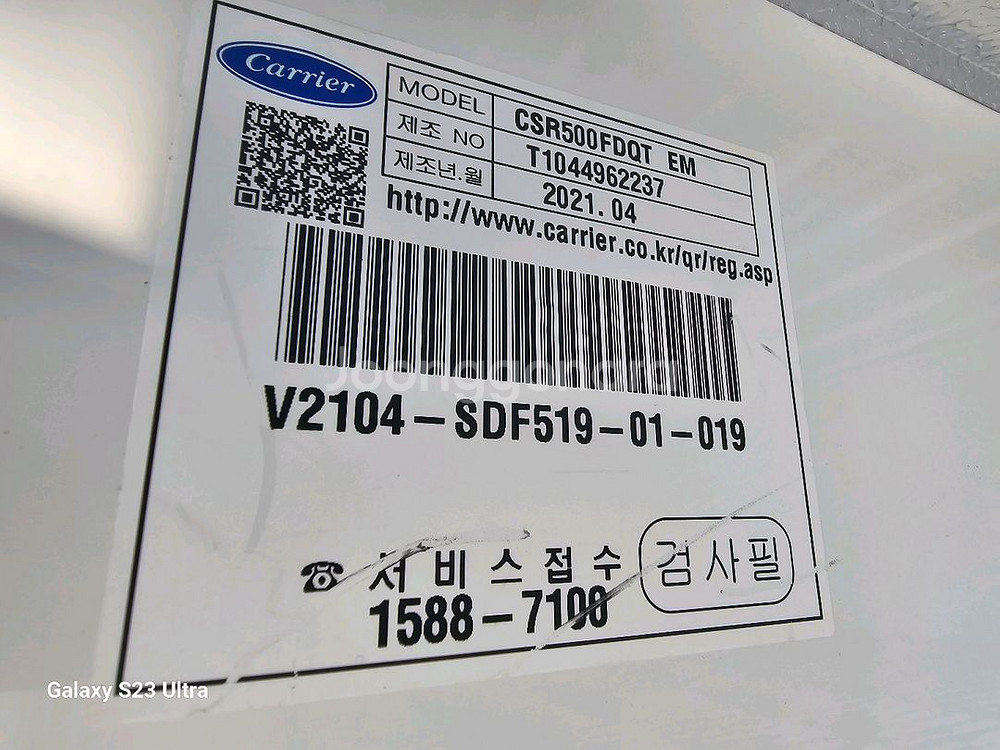 Carrier
MODEL CSR500FDQT EM
제조 NO T1044962237
제조년.월 2021.04
http://www.carrier.co.kr/qr/reg.asp
Joonggonara
V2104-SDF519-01-019
☎ 서비스접수
1588-7100
검사필
Galaxy S23 Ultra